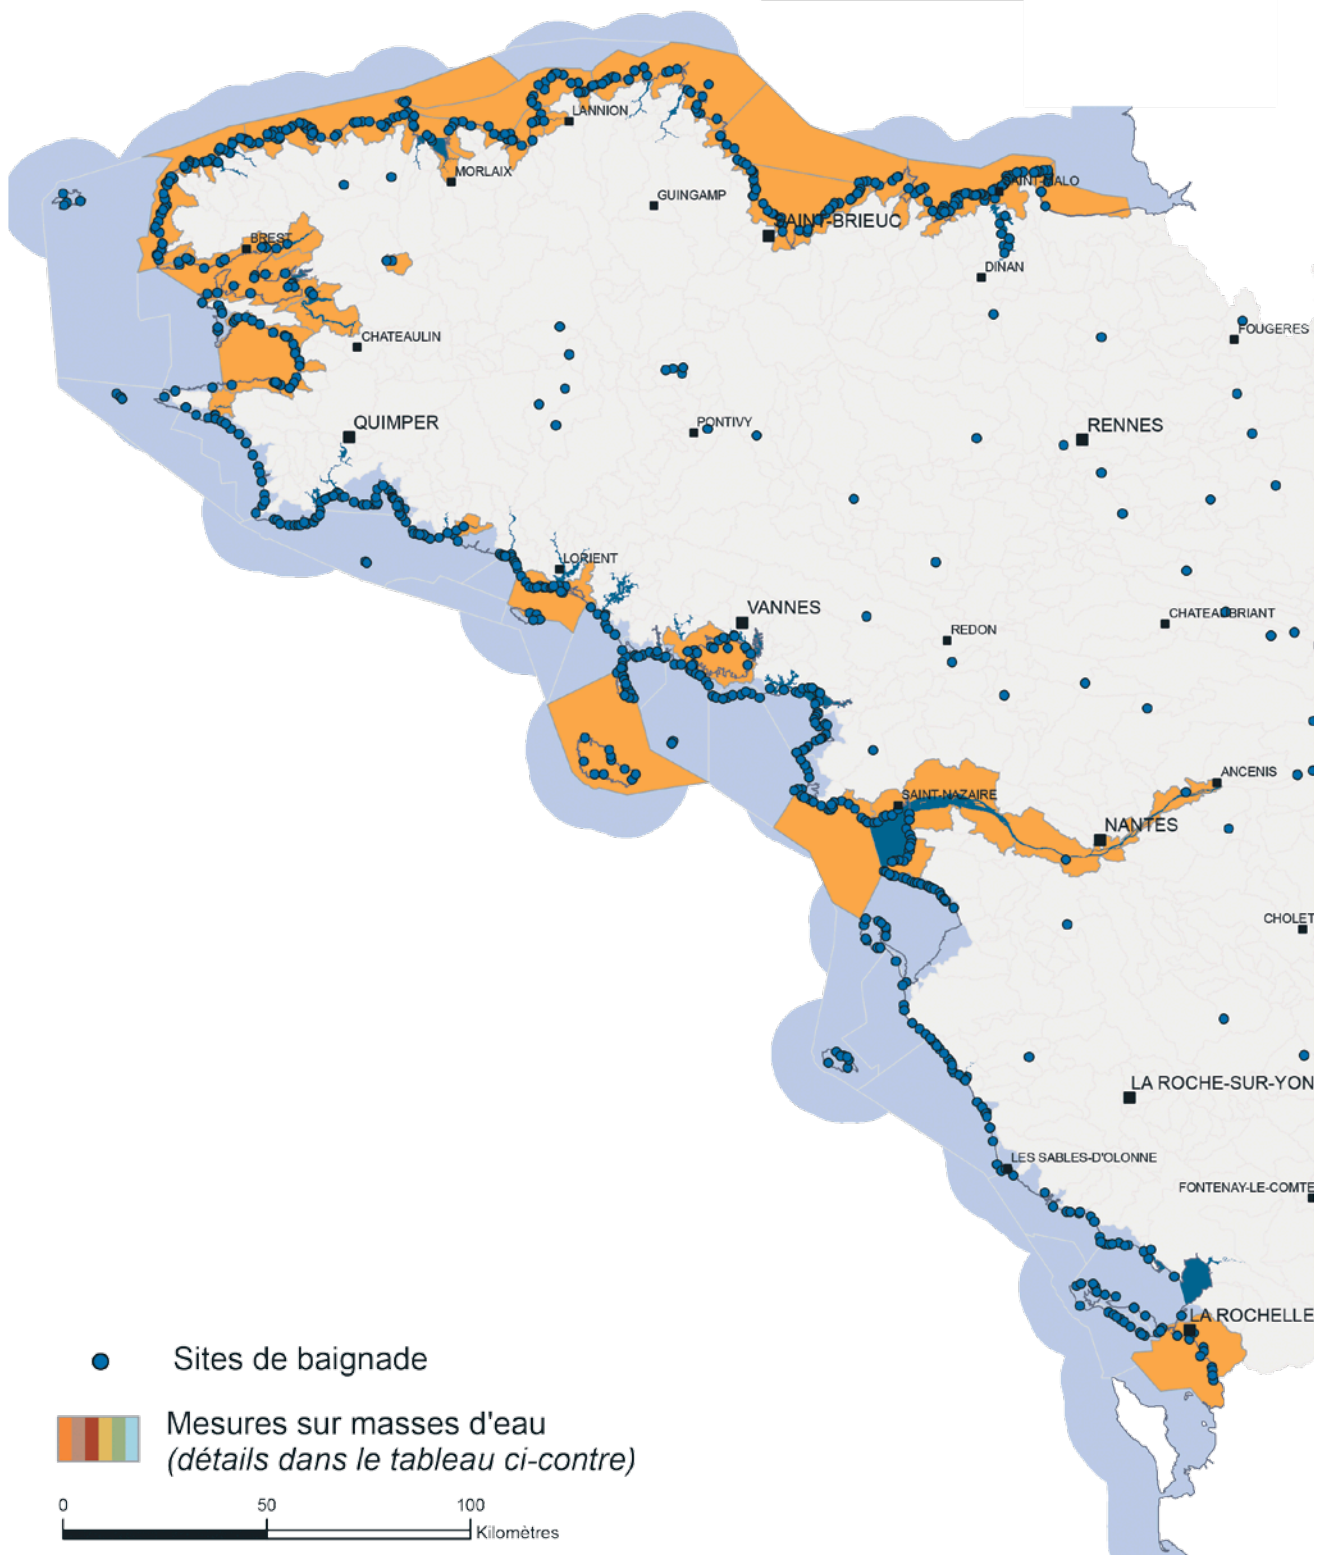 LANNION
MORLAIX
GUINGAMP
SAINT-MALO
SAINT-BRIEUC
BREST
DINAN
CHATEAULIN
FOUGERES
QUIMPER
PONTIVY
RENNES
LORIENT
VANNES
CHATEAUBRIANT
REDON
ANCENIS
SAINT-NAZAIRE
NANTES
CHOLET
LA ROCHE-SUR-YON
LES SABLES-D'OLONNE
FONTENAY-LE-COMTE
LA ROCHELLE
Sites de baignade
Mesures sur masses d'eau
(détails dans le tableau ci-contre)
0 50 100
Kilomètres